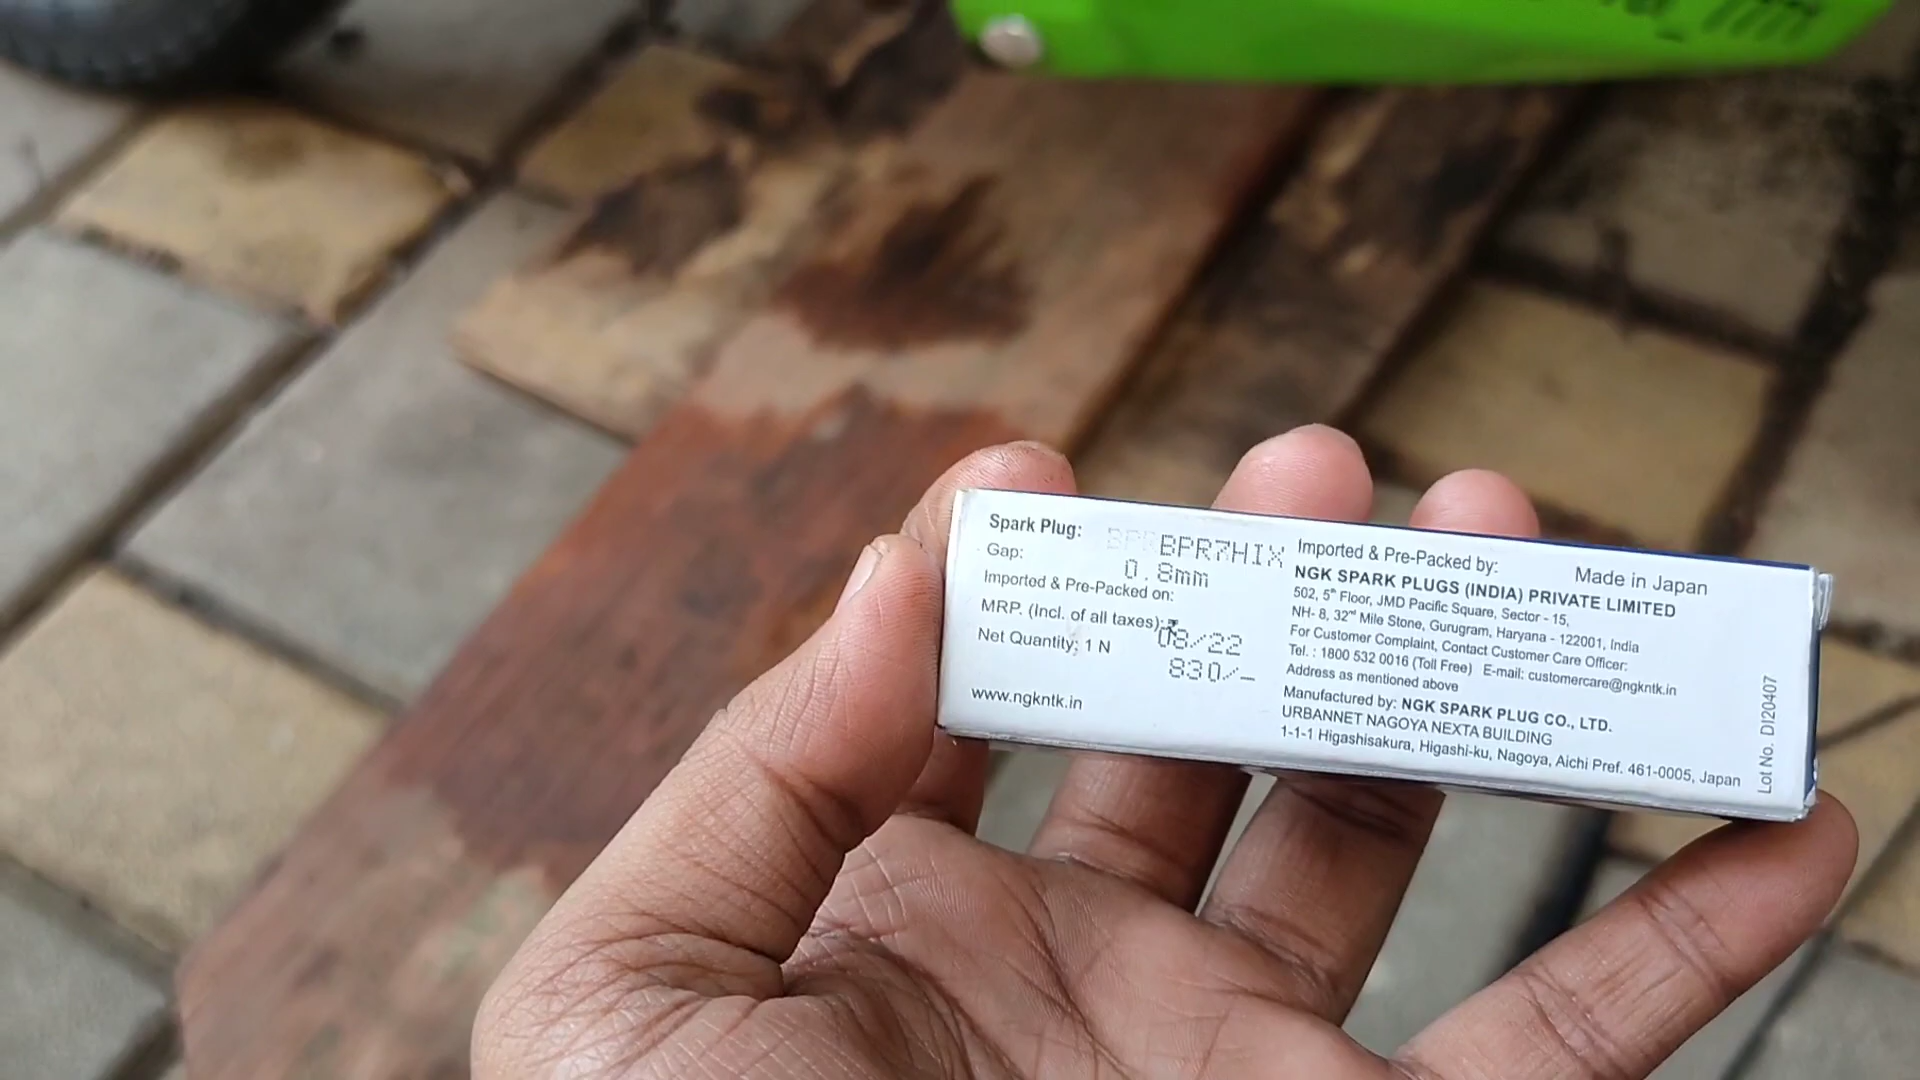 Spark Plug: BPR BPR7HIX
Gap: 0.8mm
Imported & Pre-Packed on: 08/22
MRP. (Incl. of all taxes):₹ 830/-
Net Quantity: 1 N
www.ngkntk.in
Imported & Pre-Packed by:
Made in Japan
NGK SPARK PLUGS (INDIA) PRIVATE LIMITED
502, 5th Floor, JMD Pacific Square, Sector - 15,
NH- 8, 32nd Mile Stone, Gurugram, Haryana - 122001, India
For Customer Complaint, Contact Customer Care Officer:
Tel. : 1800 532 0016 (Toll Free) E-mail: customercare@ngkntk.in
Address as mentioned above
Manufactured by: NGK SPARK PLUG CO., LTD.
URBANNET NAGOYA NEXTA BUILDING
1-1-1 Higashisakura, Higashi-ku, Nagoya, Aichi Pref. 461-0005, Japan
Lot No. DI20407